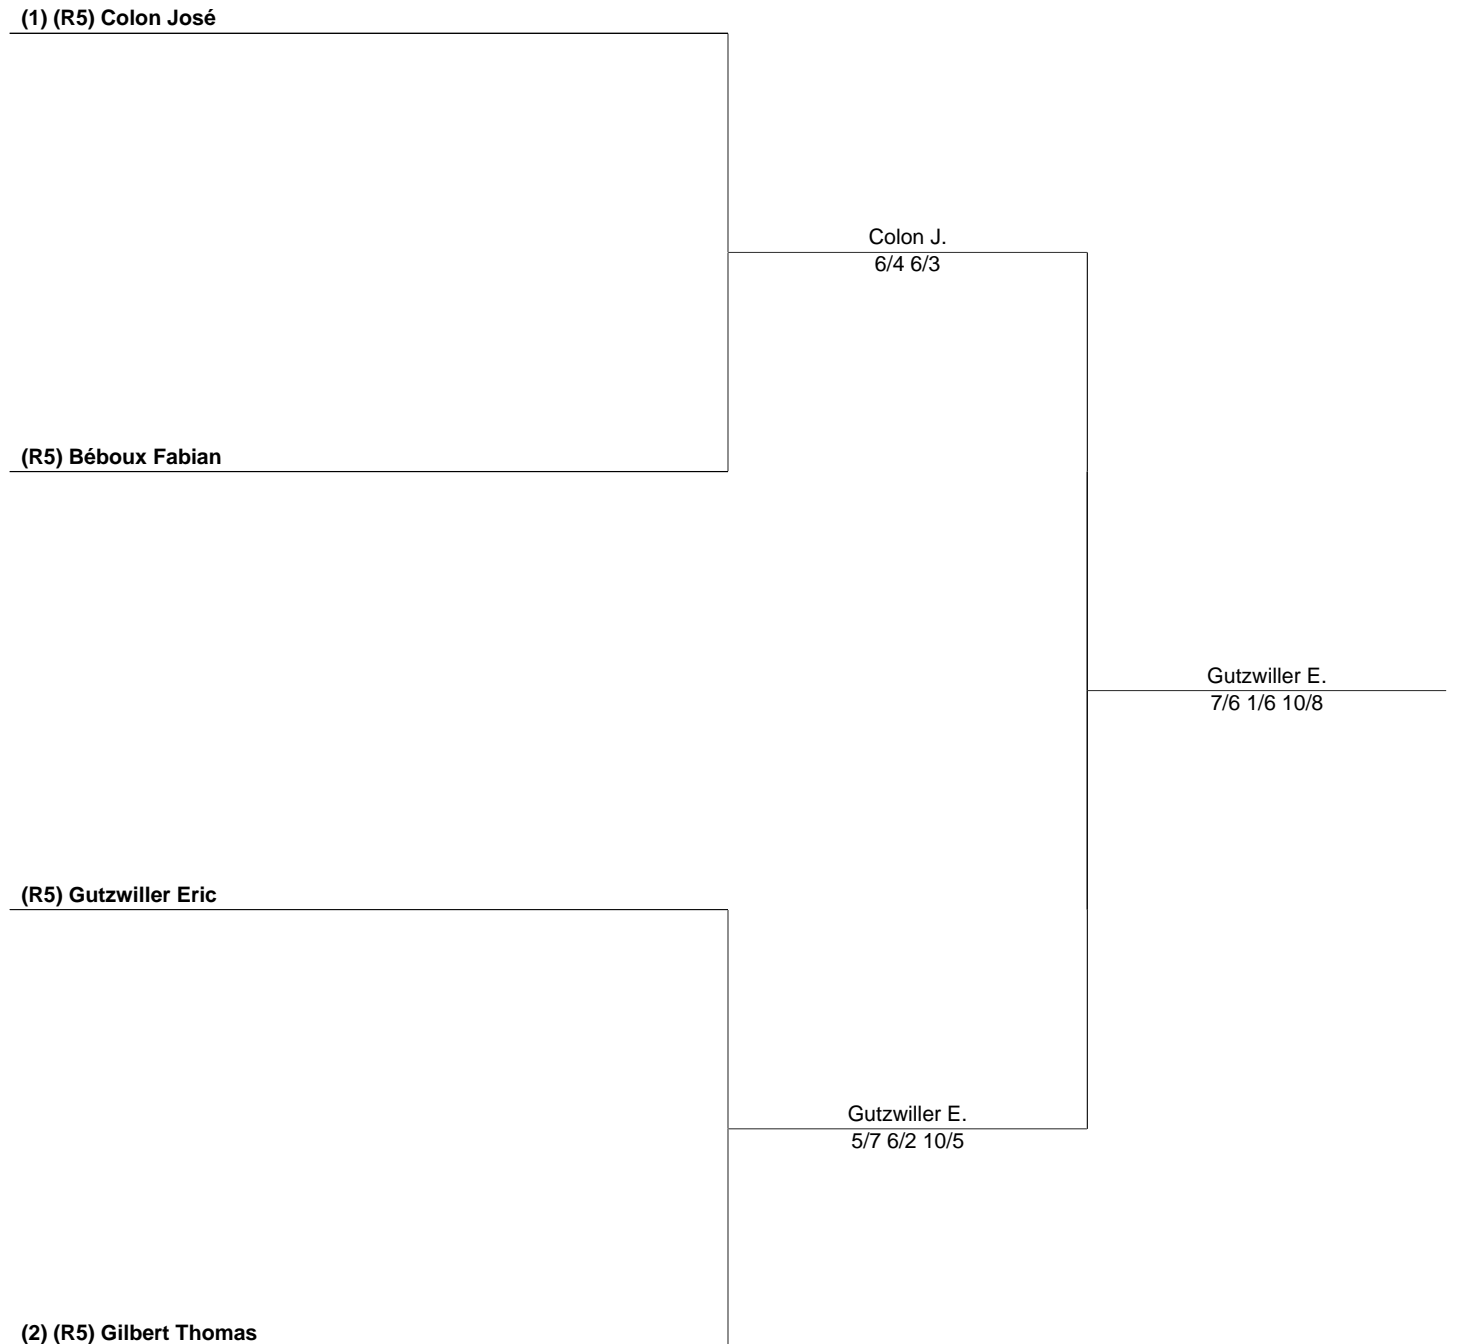 (1) (R5) Colon José
Colon J.
6/4 6/3
(R5) Béboux Fabian
Gutzwiller E.
7/6 1/6 10/8
(R5) Gutzwiller Eric
Gutzwiller E.
5/7 6/2 10/5
(2) (R5) Gilbert Thomas